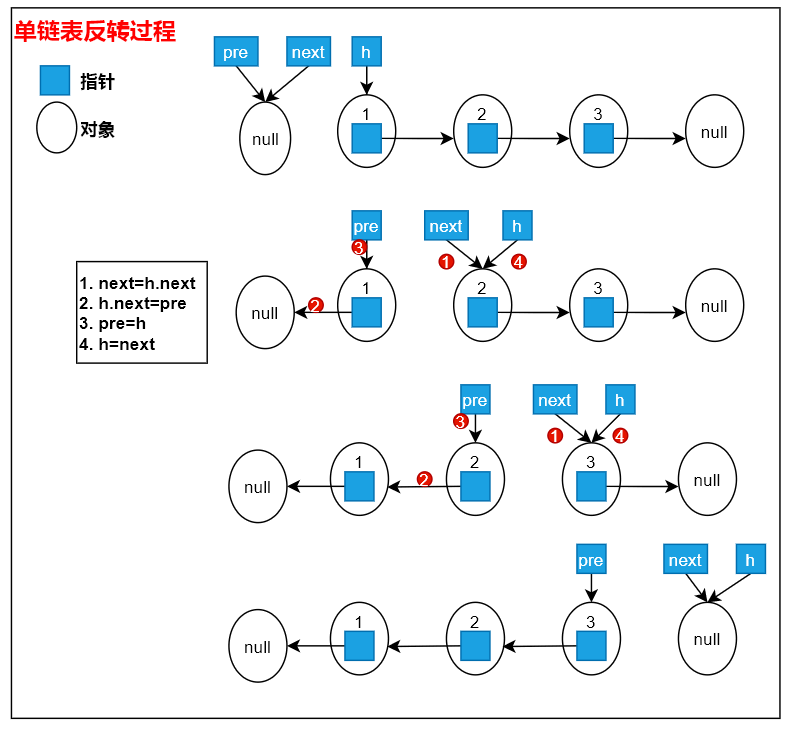 单链表反转过程
pre next h
指针
对象
null 1 2 3 null
pre next h
3 1 4
1. next=h.next
2. h.next=pre
3. pre=h
4. h=next
null 2 1 2 3 null
pre next h
3 1 4
null 1 2 2 3 null
pre next h
null 1 2 3 null